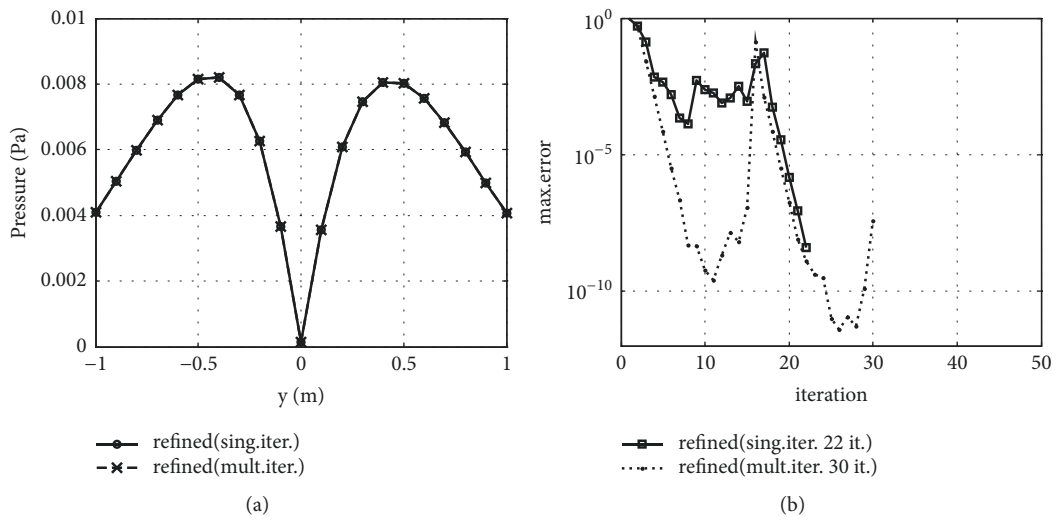 0.01
0.008
0.006
0.004
0.002
0
Pressure (Pa)
−1
−0.5
0
0.5
1
y (m)
refined(sing.iter.)
refined(mult.iter.)
(a)
10^0
10^−5
10^−10
max.error
0
10
20
30
40
50
iteration
refined(sing.iter. 22 it.)
refined(mult.iter. 30 it.)
(b)